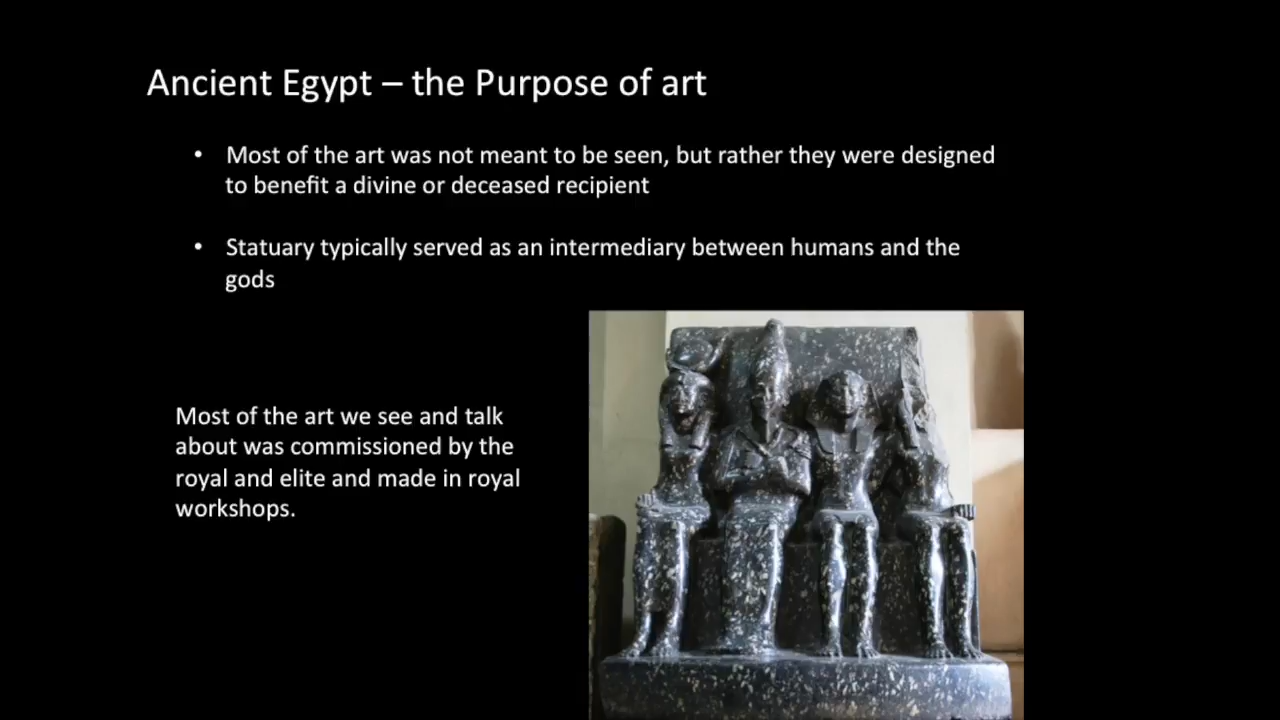 Ancient Egypt – the Purpose of art
• Most of the art was not meant to be seen, but rather they were designed
to benefit a divine or deceased recipient
• Statuary typically served as an intermediary between humans and the
gods
Most of the art we see and talk
about was commissioned by the
royal and elite and made in royal
workshops.